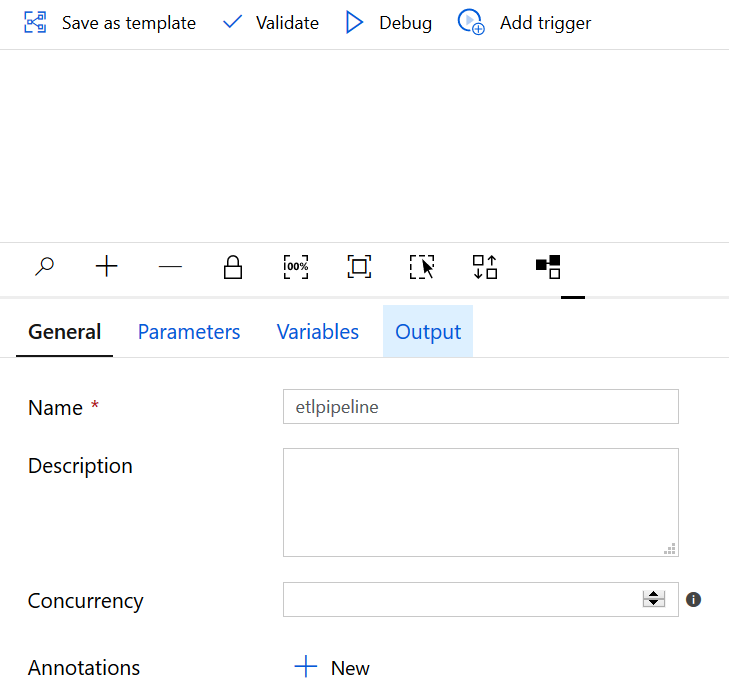 Save as template Validate Debug Add trigger
100%
General Parameters Variables Output
Name *
etlpipeline
Description
Concurrency
Annotations
New